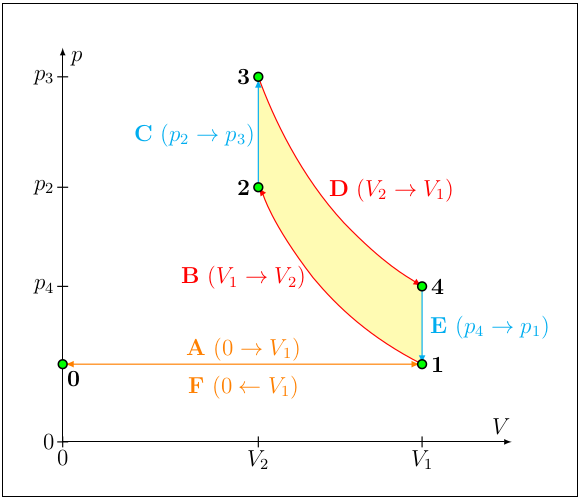 p
p₃
3
C (p₂ → p₃)
p₂
2
D (V₂ → V₁)
B (V₁ → V₂)
p₄
4
E (p₄ → p₁)
A (0 → V₁)
1
0
F (0 ← V₁)
V
0
0
V₂
V₁